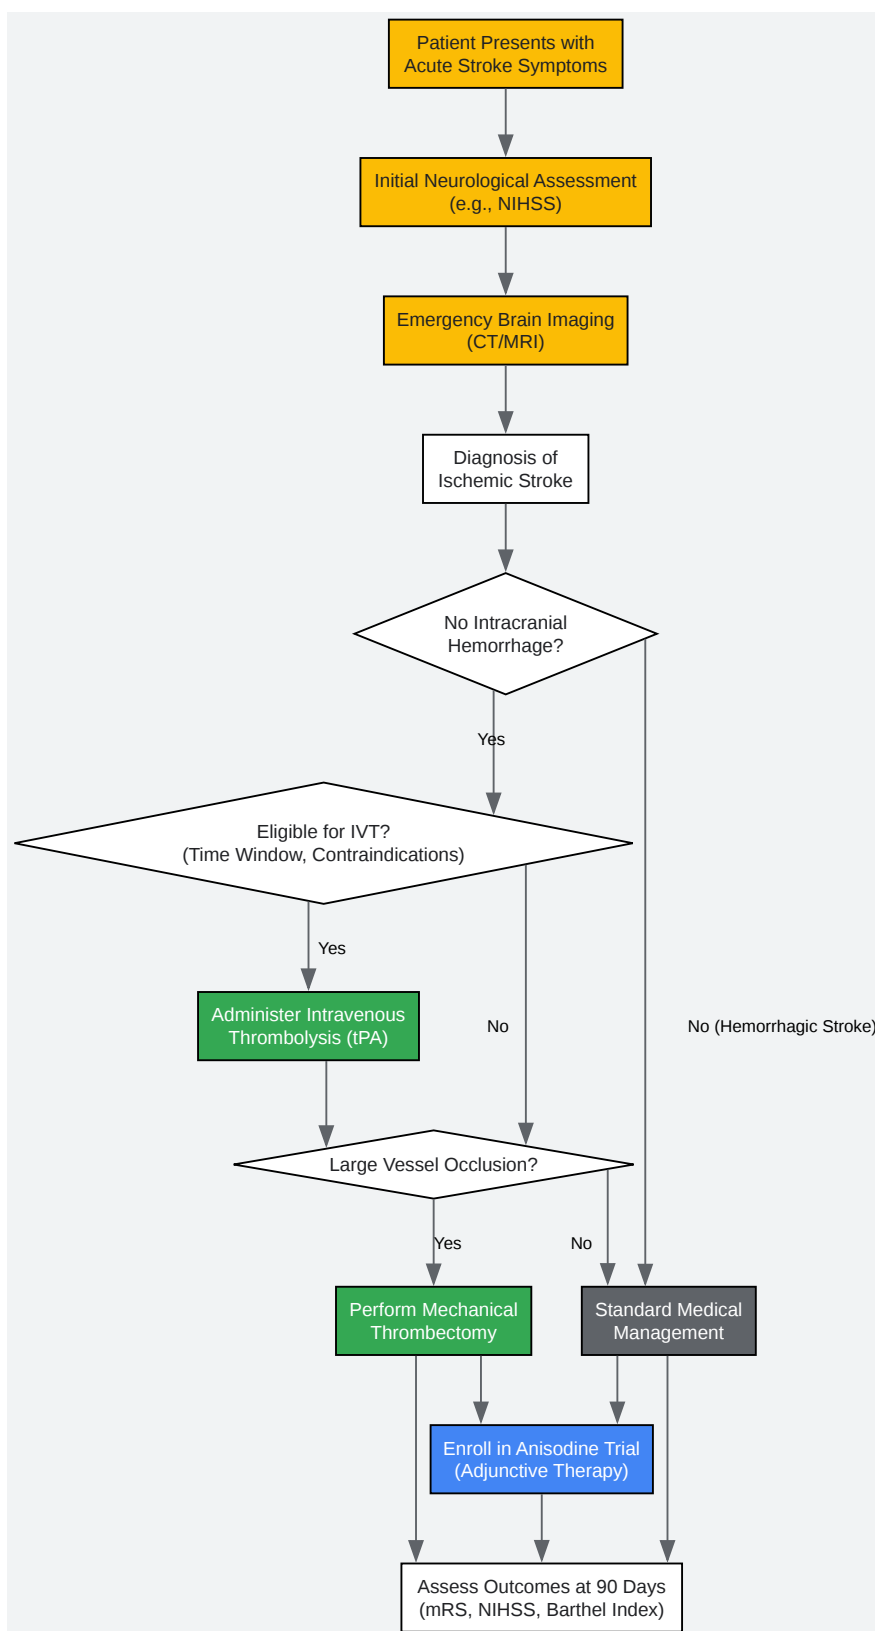 Patient Presents with
Acute Stroke Symptoms
Initial Neurological Assessment
(e.g., NIHSS)
Emergency Brain Imaging
(CT/MRI)
Diagnosis of
Ischemic Stroke
No Intracranial
Hemorrhage?
Yes
Eligible for IVT?
(Time Window, Contraindications)
Yes
Administer Intravenous
Thrombolysis (tPA)
No
No (Hemorrhagic Stroke)
Large Vessel Occlusion?
Yes
No
Perform Mechanical
Thrombectomy
Standard Medical
Management
Enroll in Anisodine Trial
(Adjunctive Therapy)
Assess Outcomes at 90 Days
(mRS, NIHSS, Barthel Index)